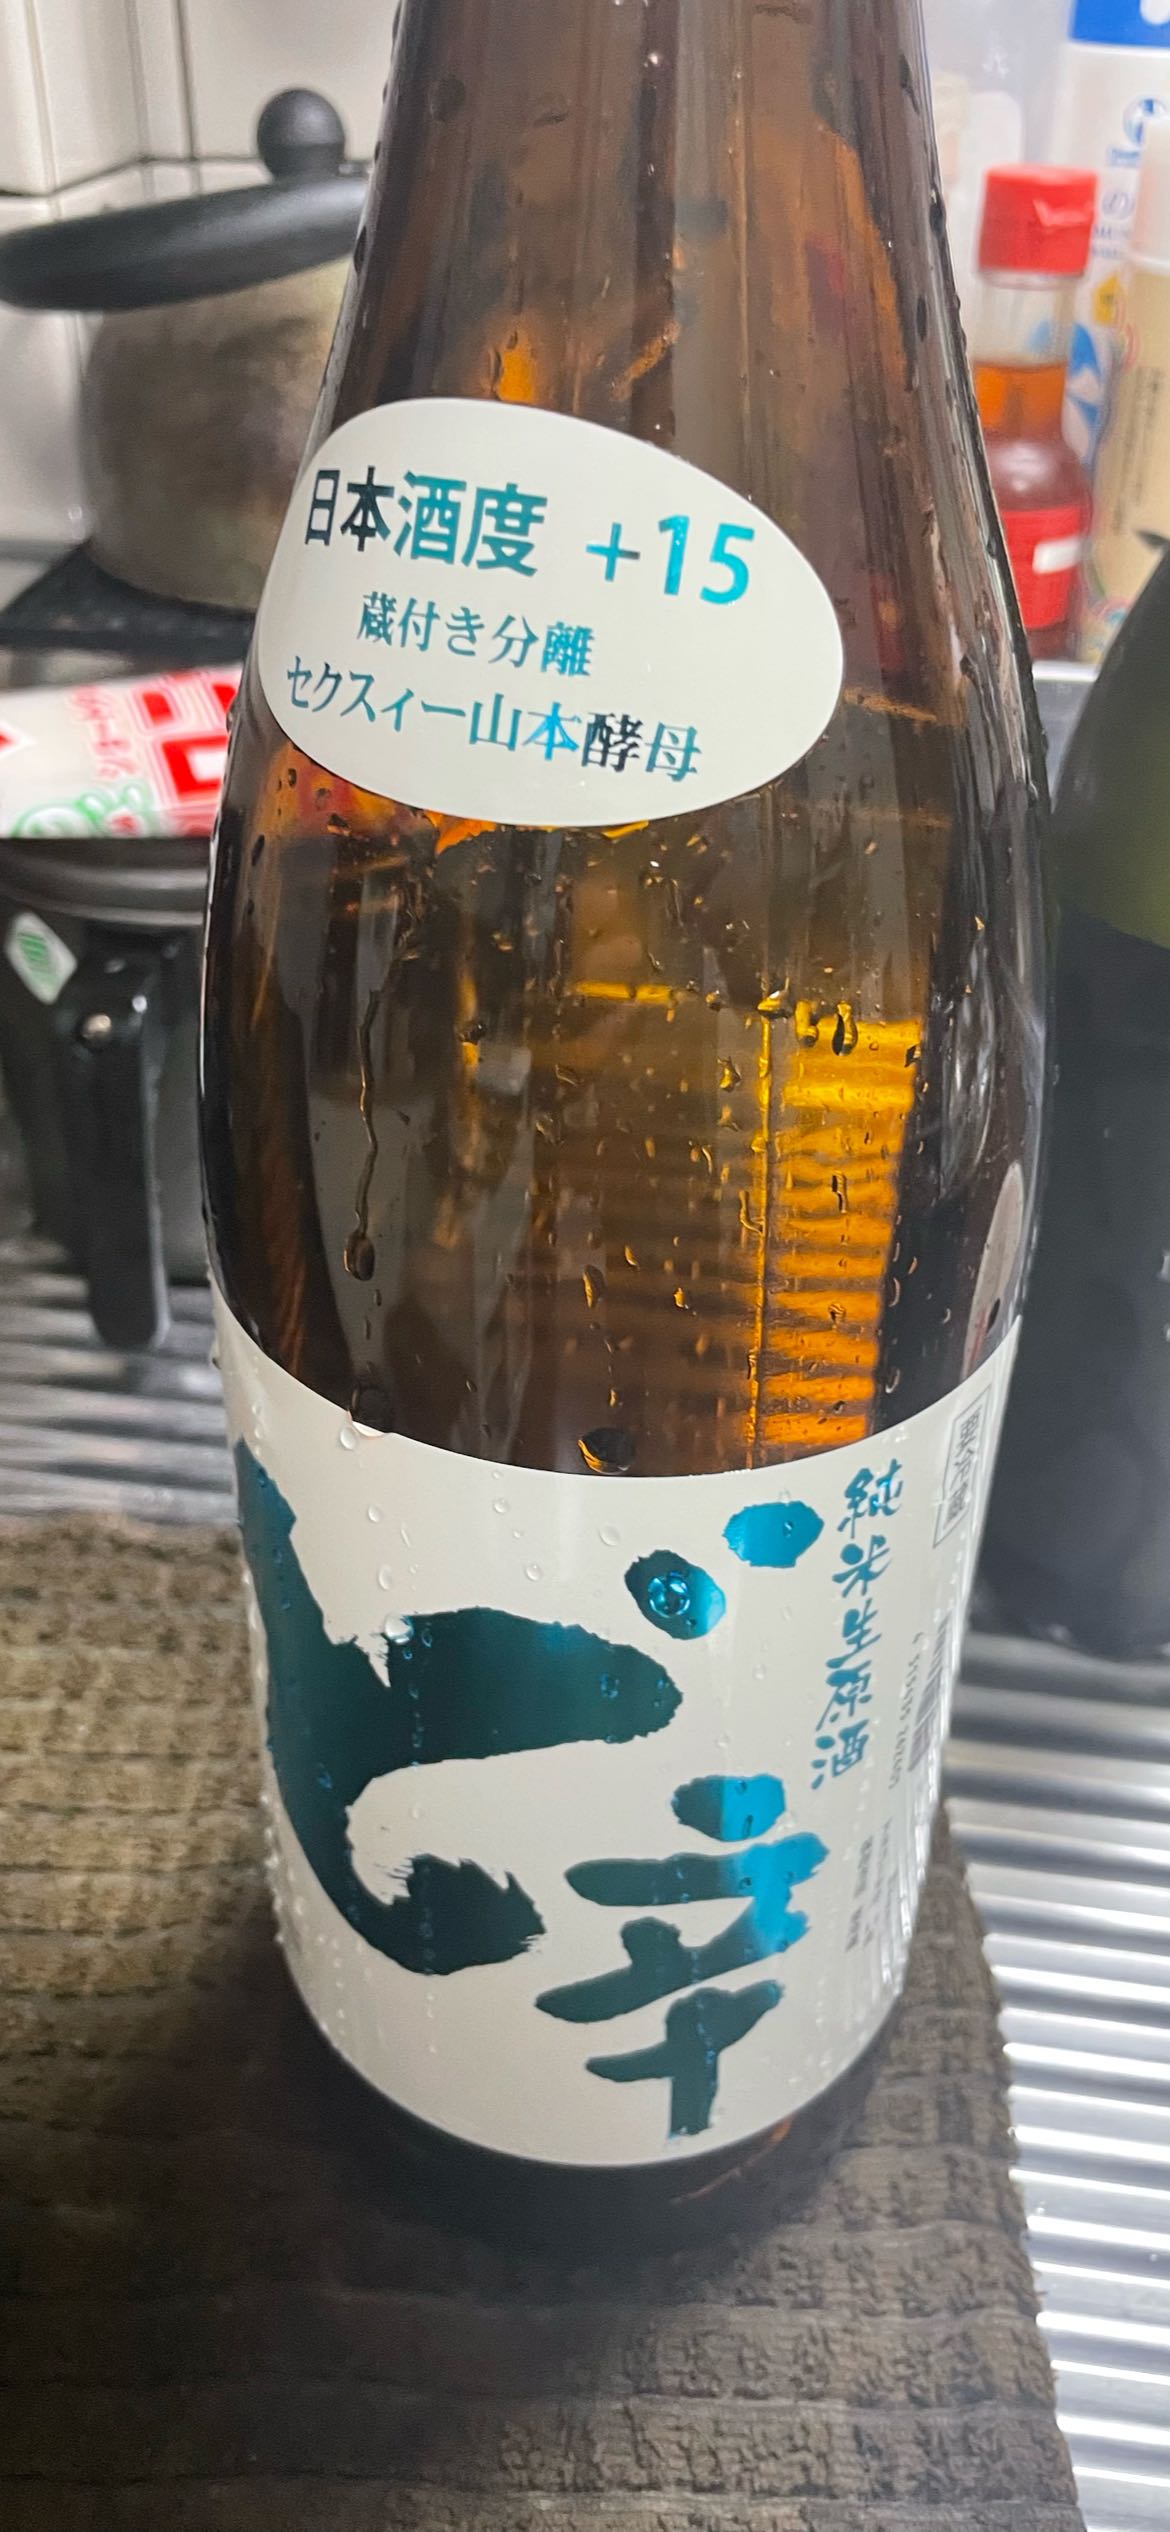 日本酒度 +15
蔵付き分離
セクスィー山本酵母
純米生原酒
ど辛
要冷蔵